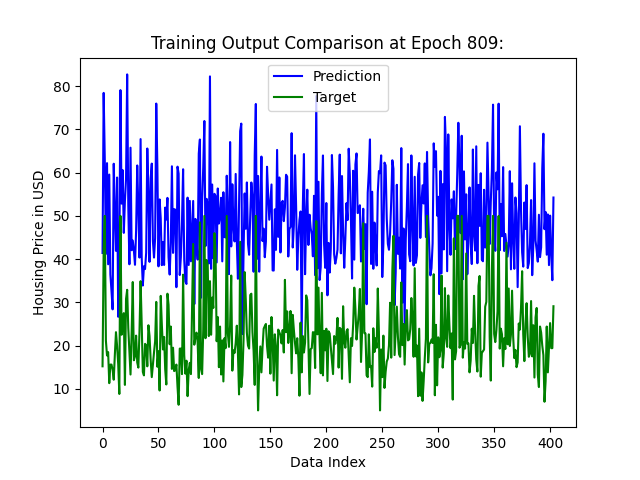 Training Output Comparison at Epoch 809:
Prediction
Target
Housing Price in USD
80
70
60
50
40
30
20
10
0 50 100 150 200 250 300 350 400
Data Index